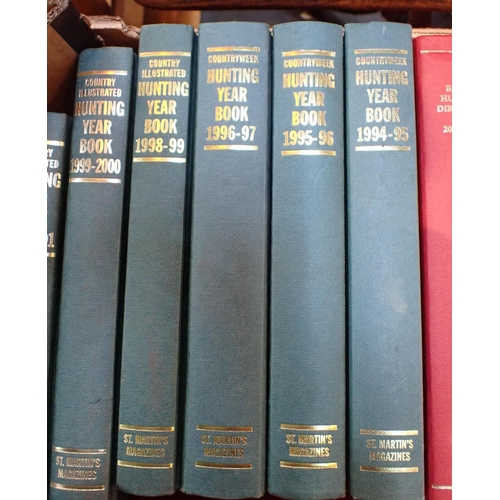 COUNTRY
ILLUSTRATED
HUNTING
YEAR
BOOK
1999-2000
ST. MARTIN'S
MAGAZINES
COUNTRY
ILLUSTRATED
HUNTING
YEAR
BOOK
1998-99
ST. MARTIN'S
MAGAZINES
COUNTRYWEEK
HUNTING
YEAR
BOOK
1996-97
ST. MARTIN'S
MAGAZINES
COUNTRYWEEK
HUNTING
YEAR
BOOK
1995-96
ST. MARTIN'S
MAGAZINES
COUNTRYWEEK
HUNTING
YEAR
BOOK
1994-95
ST. MARTIN'S
MAGAZINES